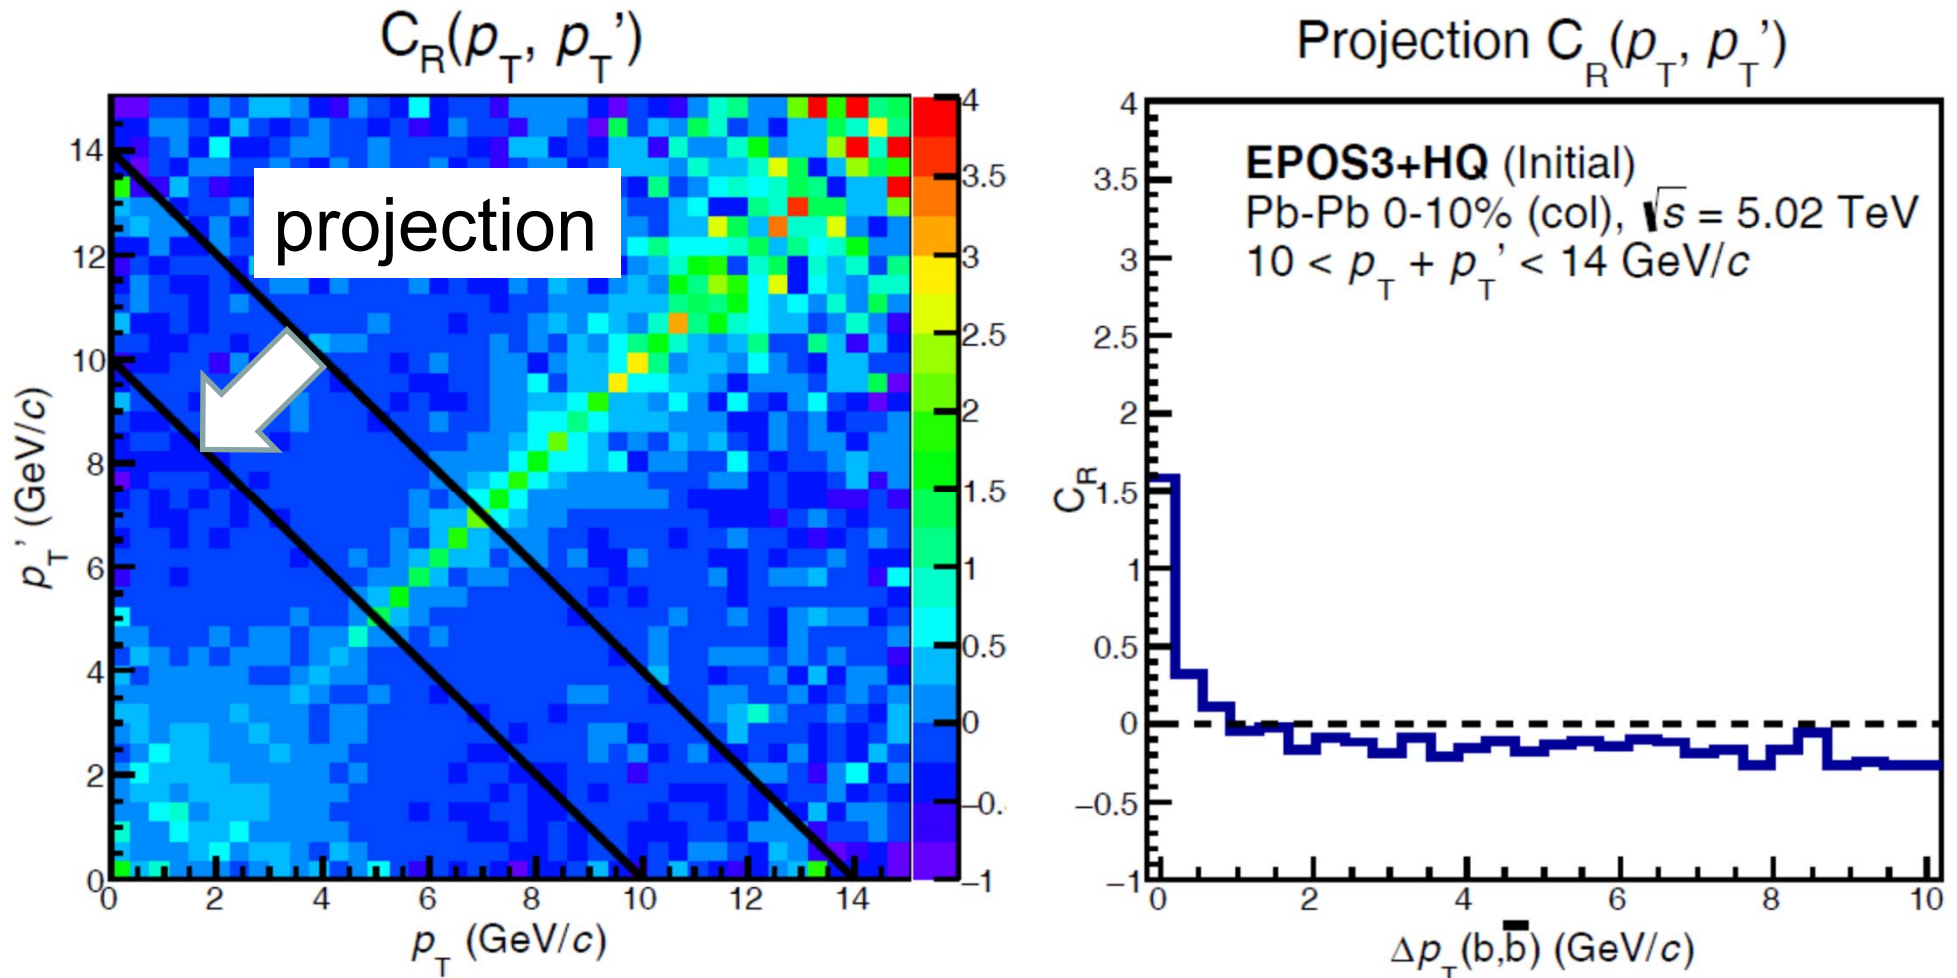 C_R(p_T, p_T')
projection
p_T' (GeV/c)
14
12
10
8
6
4
2
0
0 2 4 6 8 10 12 14
p_T (GeV/c)
4
3.5
3
2.5
2
1.5
1
0.5
0
−0.
−1
Projection C_R(p_T, p_T')
EPOS3+HQ (Initial)
Pb-Pb 0-10% (col), √s = 5.02 TeV
10 < p_T + p_T' < 14 GeV/c
C_R
4
3.5
3
2.5
2
1.5
1
0.5
0
−0.5
−1
0 2 4 6 8 10
Δp_T(b,b̅) (GeV/c)